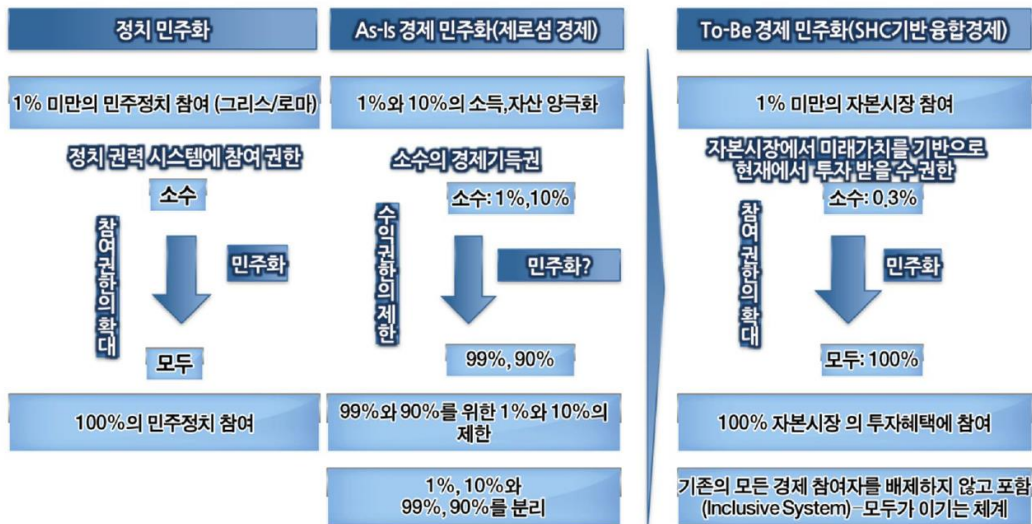 정치 민주화
1% 미만의 민주정치 참여 (그리스/로마)
정치 권력 시스템에 참여 권한
소수
참여권한의 확대
민주화
모두
100%의 민주정치 참여
As-Is 경제 민주화(제로섬 경제)
1%와 10%의 소득,자산 양극화
소수의 경제기득권
소수: 1%,10%
수익권한의 제한
민주화?
99%, 90%
99%와 90%를 위한 1%와 10%의
제한
1%, 10%와
99%, 90%를 분리
To-Be 경제 민주화(SHC기반 융합경제)
1% 미만의 자본시장 참여
자본시장에서 미래가치를 기반으로
현재에서 투자 받을 수 권한
소수: 0.3%
참여권한의 확대
민주화
모두: 100%
100% 자본시장 의 투자혜택에 참여
기존의 모든 경제 참여자를 배제하지 않고 포함
(Inclusive System)-모두가 이기는 체계